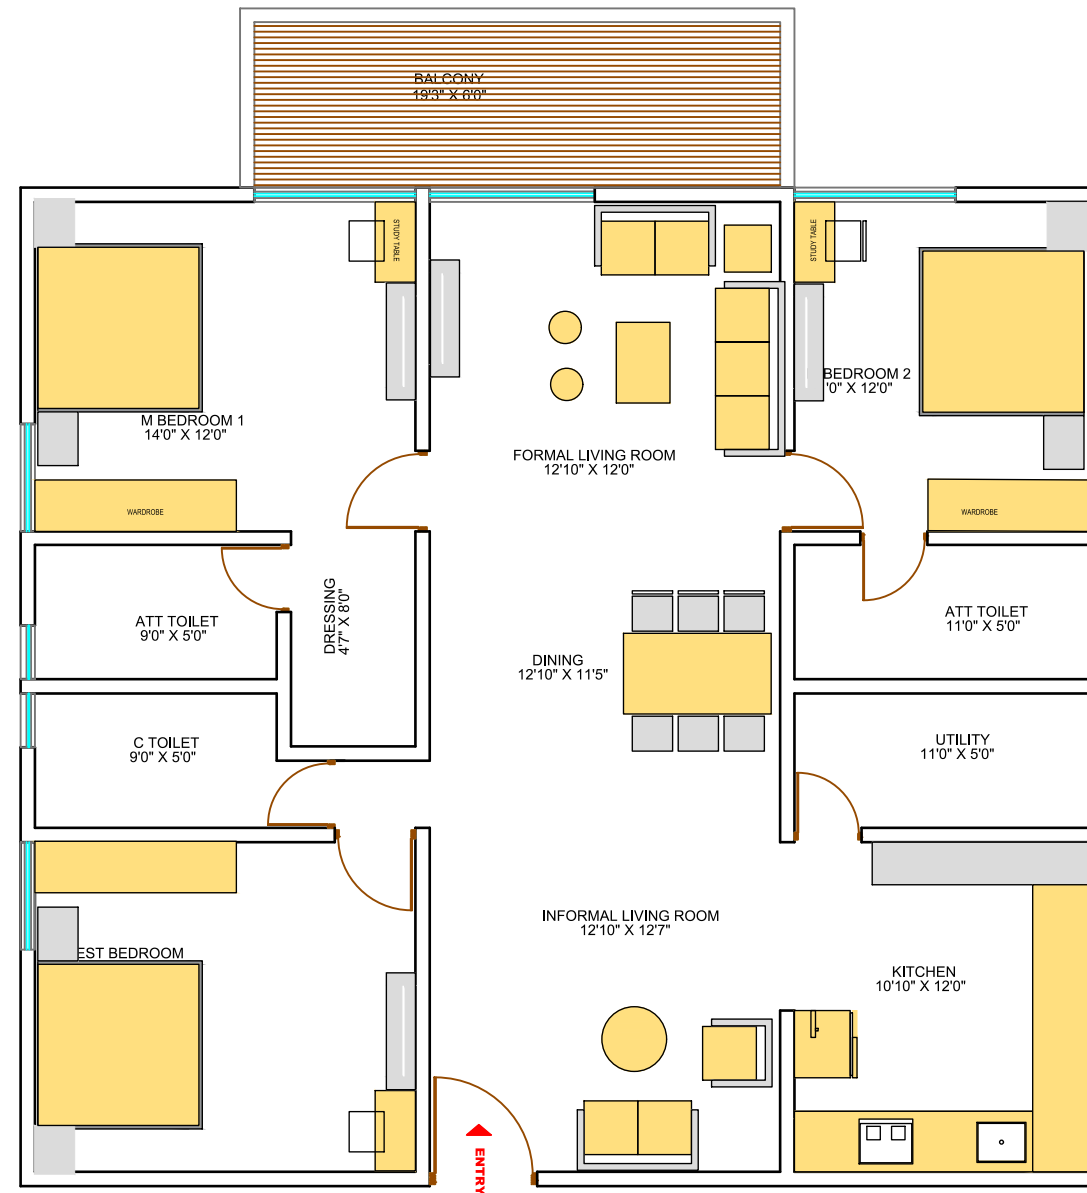 BALCONY
19'3" X 6'0"
STUDY TABLE
STUDY TABLE
M BEDROOM 1
14'0" X 12'0"
BEDROOM 2
'0" X 12'0"
FORMAL LIVING ROOM
12'10" X 12'0"
WARDROBE
WARDROBE
ATT TOILET
9'0" X 5'0"
DRESSING
4'7" X 8'0"
ATT TOILET
11'0" X 5'0"
DINING
12'10" X 11'5"
C TOILET
9'0" X 5'0"
UTILITY
11'0" X 5'0"
INFORMAL LIVING ROOM
12'10" X 12'7"
EST BEDROOM
KITCHEN
10'10" X 12'0"
ENTRY